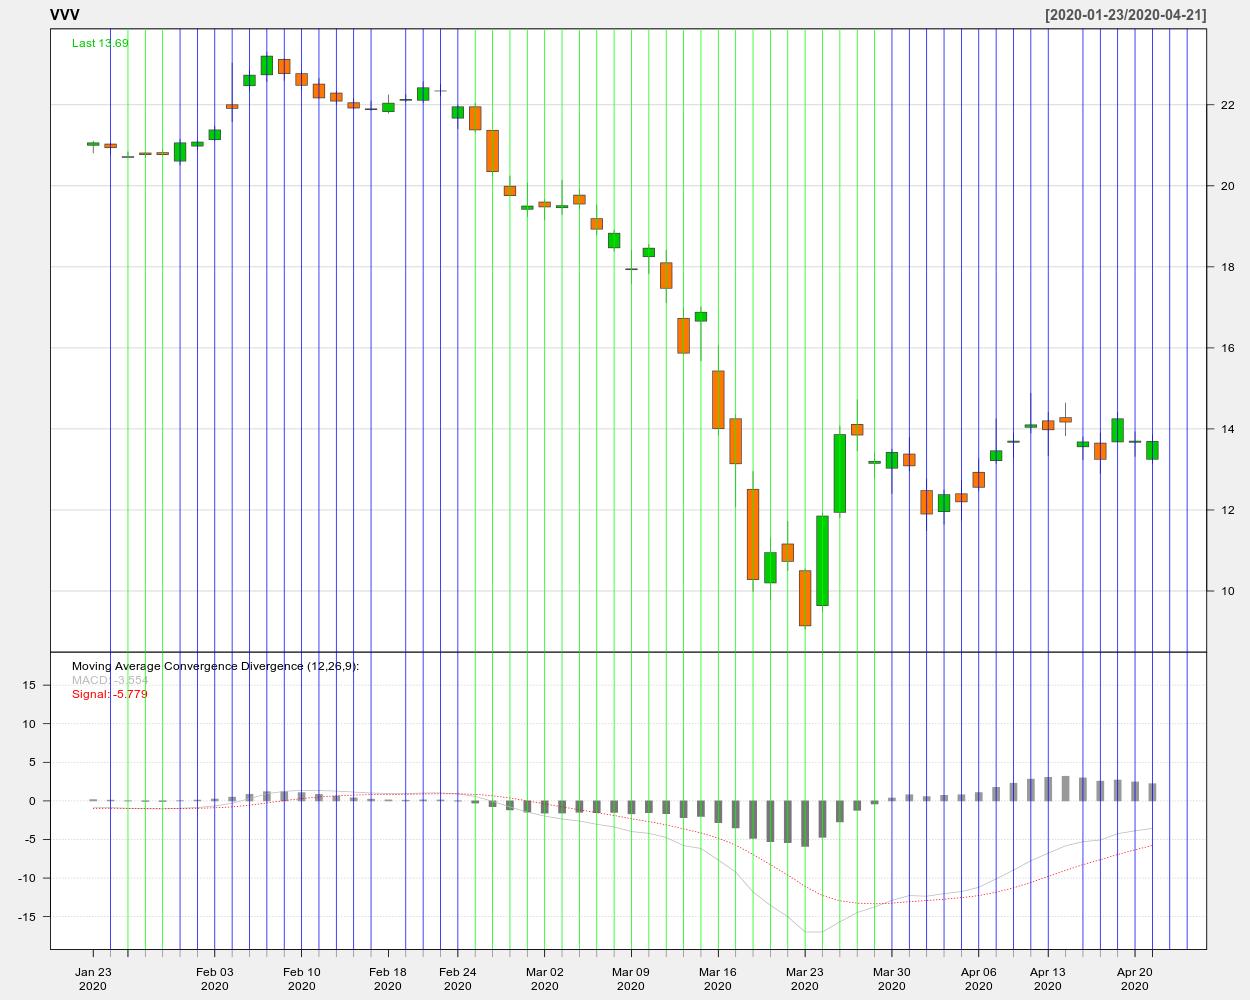 VVV
[2020-01-23/2020-04-21]
Last 13.69
22
20
18
16
14
12
10
Moving Average Convergence Divergence (12,26,9):
MACD: -3.554
Signal: -5.779
15
10
5
0
-5
-10
-15
Jan 23 Feb 03 Feb 10 Feb 18 Feb 24 Mar 02 Mar 09 Mar 16 Mar 23 Mar 30 Apr 06 Apr 13 Apr 20
2020 2020 2020 2020 2020 2020 2020 2020 2020 2020 2020 2020 2020